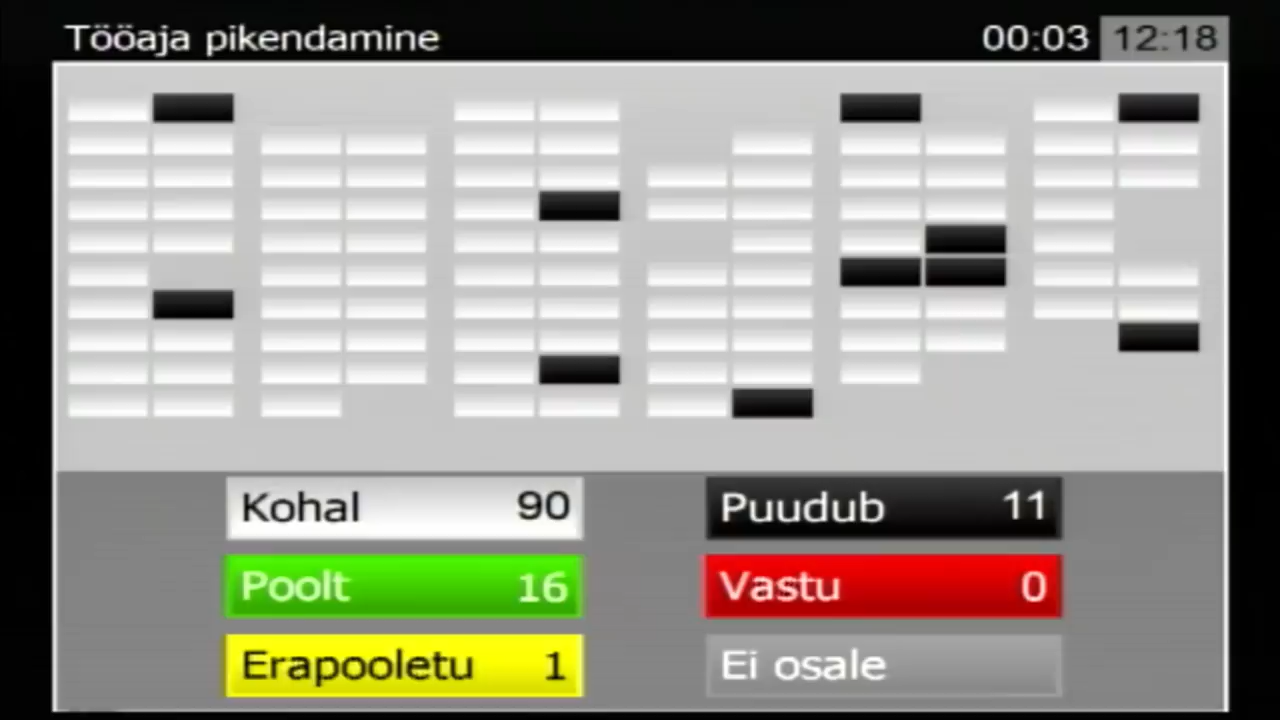 Tööaja pikendamine 00:03 12:18
Kohal 90 Puudub 11
Poolt 16 Vastu 0
Erapooletu 1 Ei osale